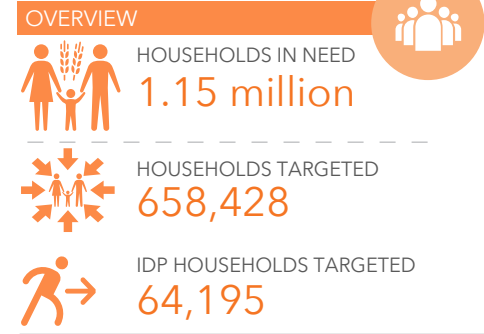 OVERVIEW
HOUSEHOLDS IN NEED
1.15 million
HOUSEHOLDS TARGETED
658,428
IDP HOUSEHOLDS TARGETED
64,195